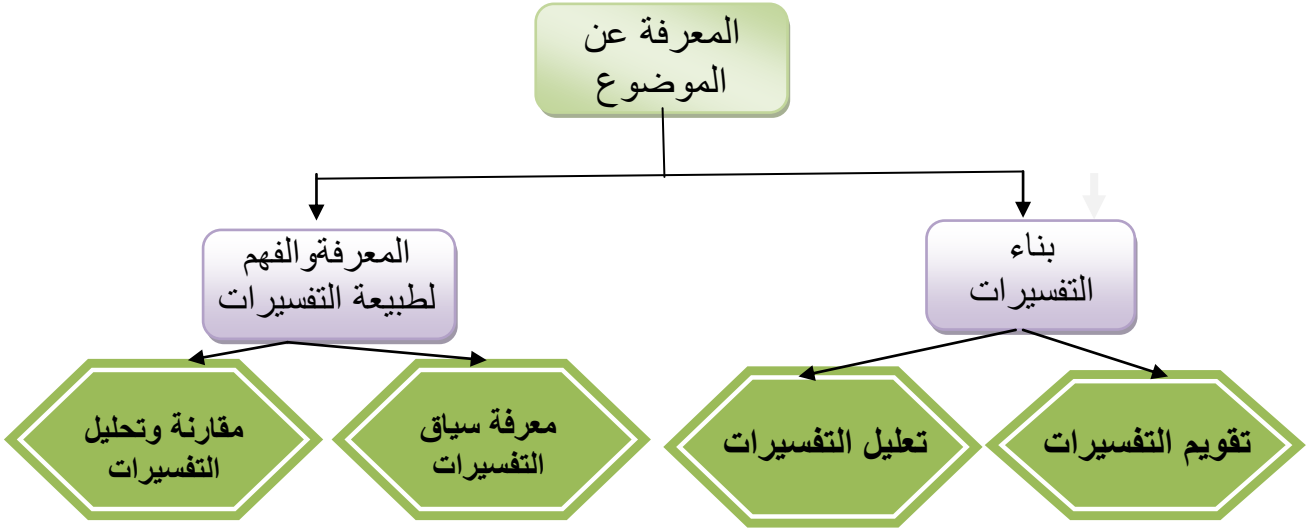 المعرفة عن
الموضوع
بناء
التفسيرات
المعرفةوالفهم
لطبيعة التفسيرات
تقويم التفسيرات
تعليل التفسيرات
معرفة سياق
التفسيرات
مقارنة وتحليل
التفسيرات